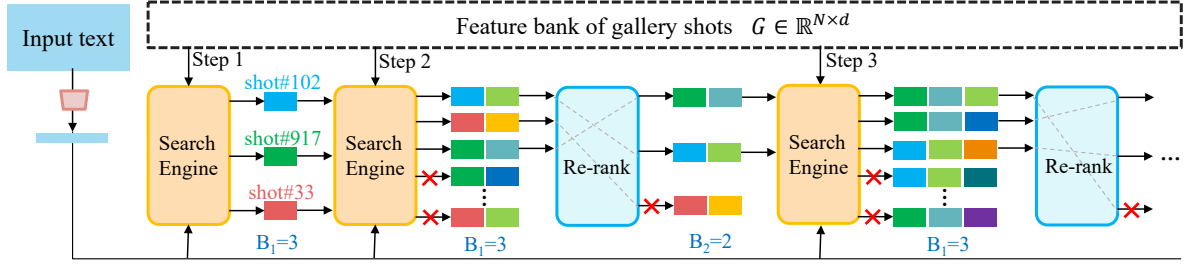 Feature bank of gallery shots G ∈ ℝ^{N×d}
Input text
Step 1
Step 2
Step 3
shot#102
shot#917
shot#33
Search
Engine
Search
Engine
Re-rank
Search
Engine
Re-rank
...
B₁=3
B₁=3
B₂=2
B₁=3